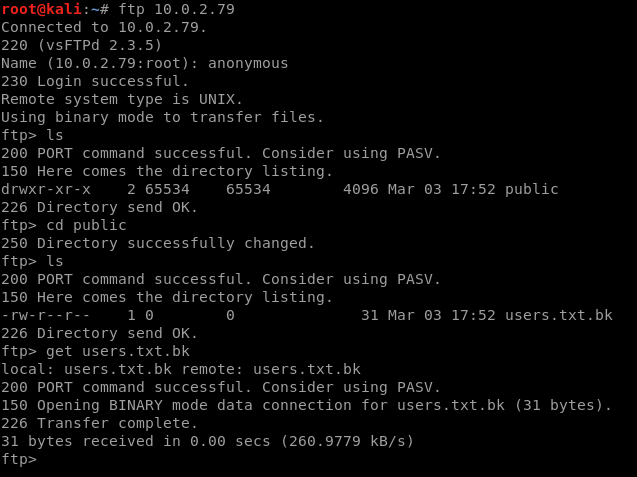 root@kali:~# ftp 10.0.2.79
Connected to 10.0.2.79.
220 (vsFTPd 2.3.5)
Name (10.0.2.79:root): anonymous
230 Login successful.
Remote system type is UNIX.
Using binary mode to transfer files.
ftp> ls
200 PORT command successful. Consider using PASV.
150 Here comes the directory listing.
drwxr-xr-x    2 65534    65534        4096 Mar 03 17:52 public
226 Directory send OK.
ftp> cd public
250 Directory successfully changed.
ftp> ls
200 PORT command successful. Consider using PASV.
150 Here comes the directory listing.
-rw-r--r--    1 0        0              31 Mar 03 17:52 users.txt.bk
226 Directory send OK.
ftp> get users.txt.bk
local: users.txt.bk remote: users.txt.bk
200 PORT command successful. Consider using PASV.
150 Opening BINARY mode data connection for users.txt.bk (31 bytes).
226 Transfer complete.
31 bytes received in 0.00 secs (260.9779 kB/s)
ftp>